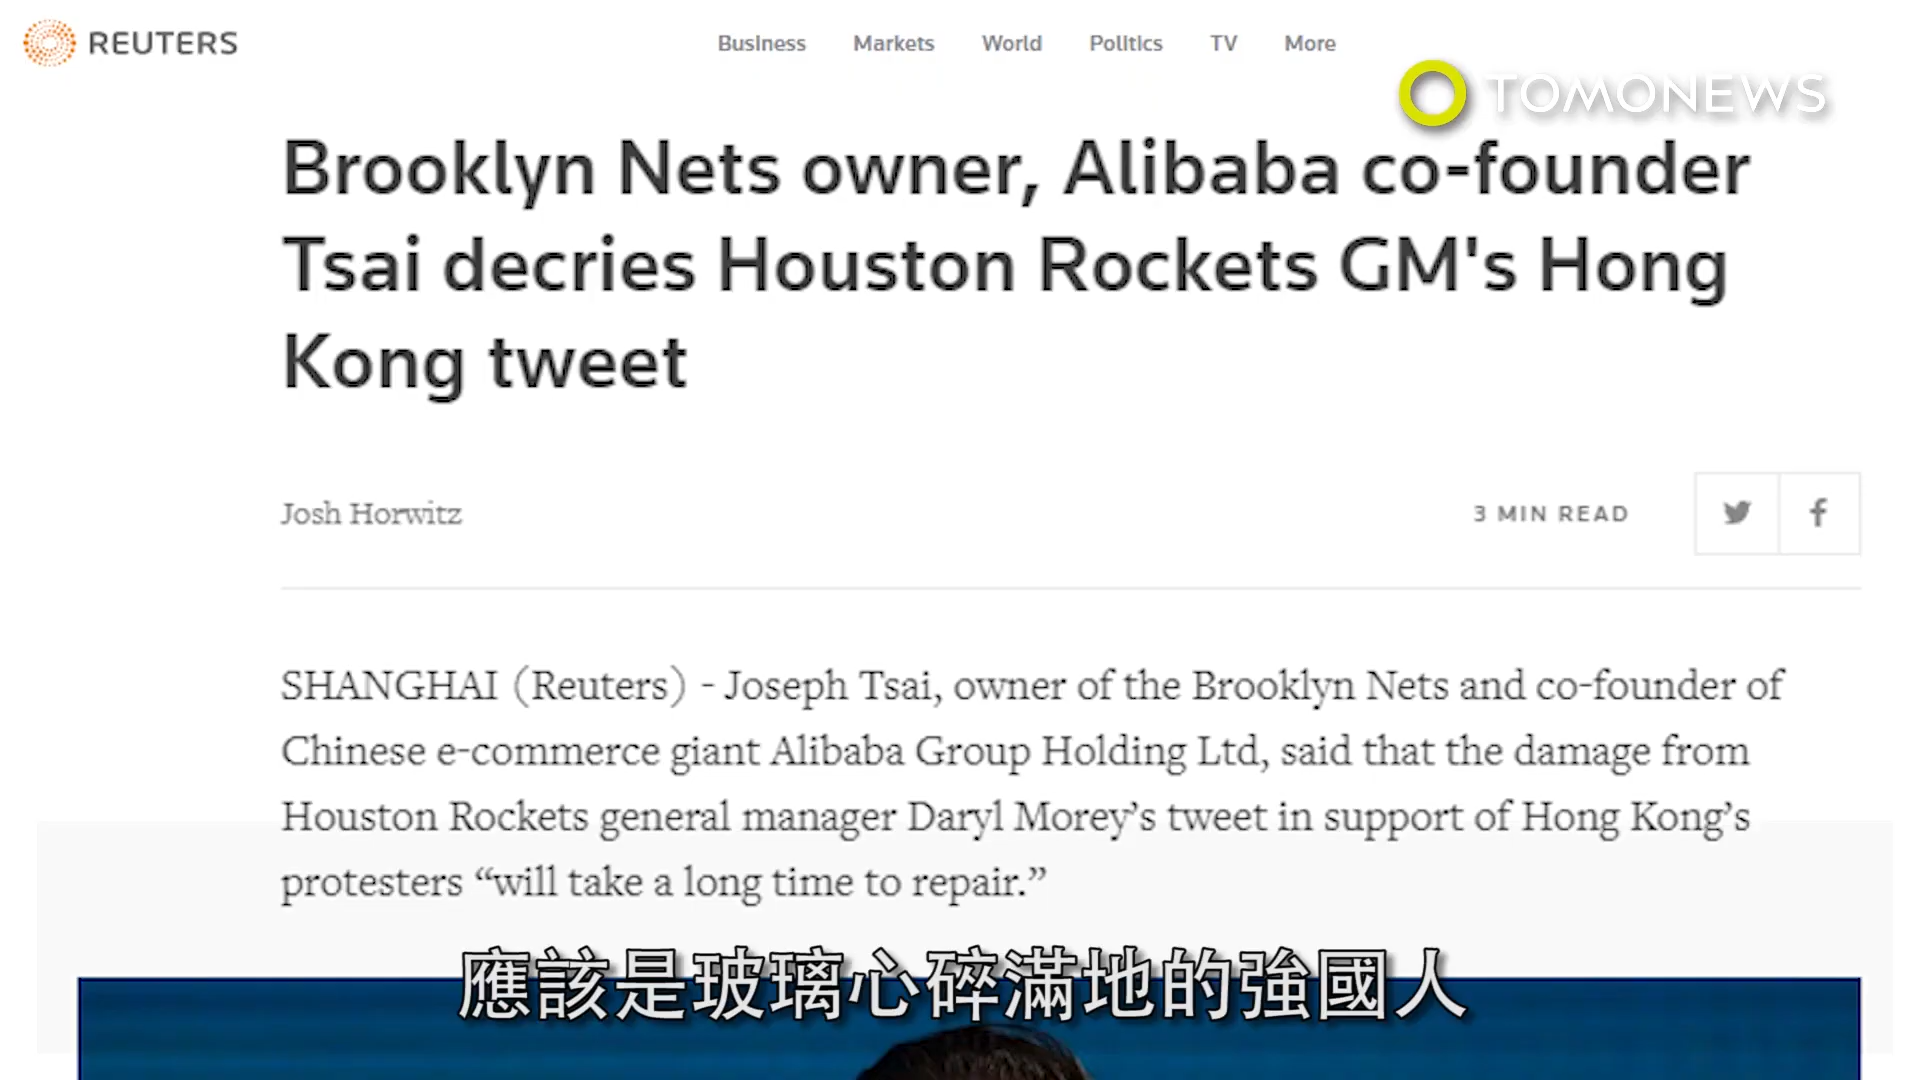 REUTERS
Business Markets World Politics TV More
TOMONEWS
Brooklyn Nets owner, Alibaba co-founder
Tsai decries Houston Rockets GM's Hong
Kong tweet
Josh Horwitz
3 MIN READ
SHANGHAI (Reuters) - Joseph Tsai, owner of the Brooklyn Nets and co-founder of
Chinese e-commerce giant Alibaba Group Holding Ltd, said that the damage from
Houston Rockets general manager Daryl Morey’s tweet in support of Hong Kong’s
protesters “will take a long time to repair.”
應該是玻璃心碎滿地的強國人